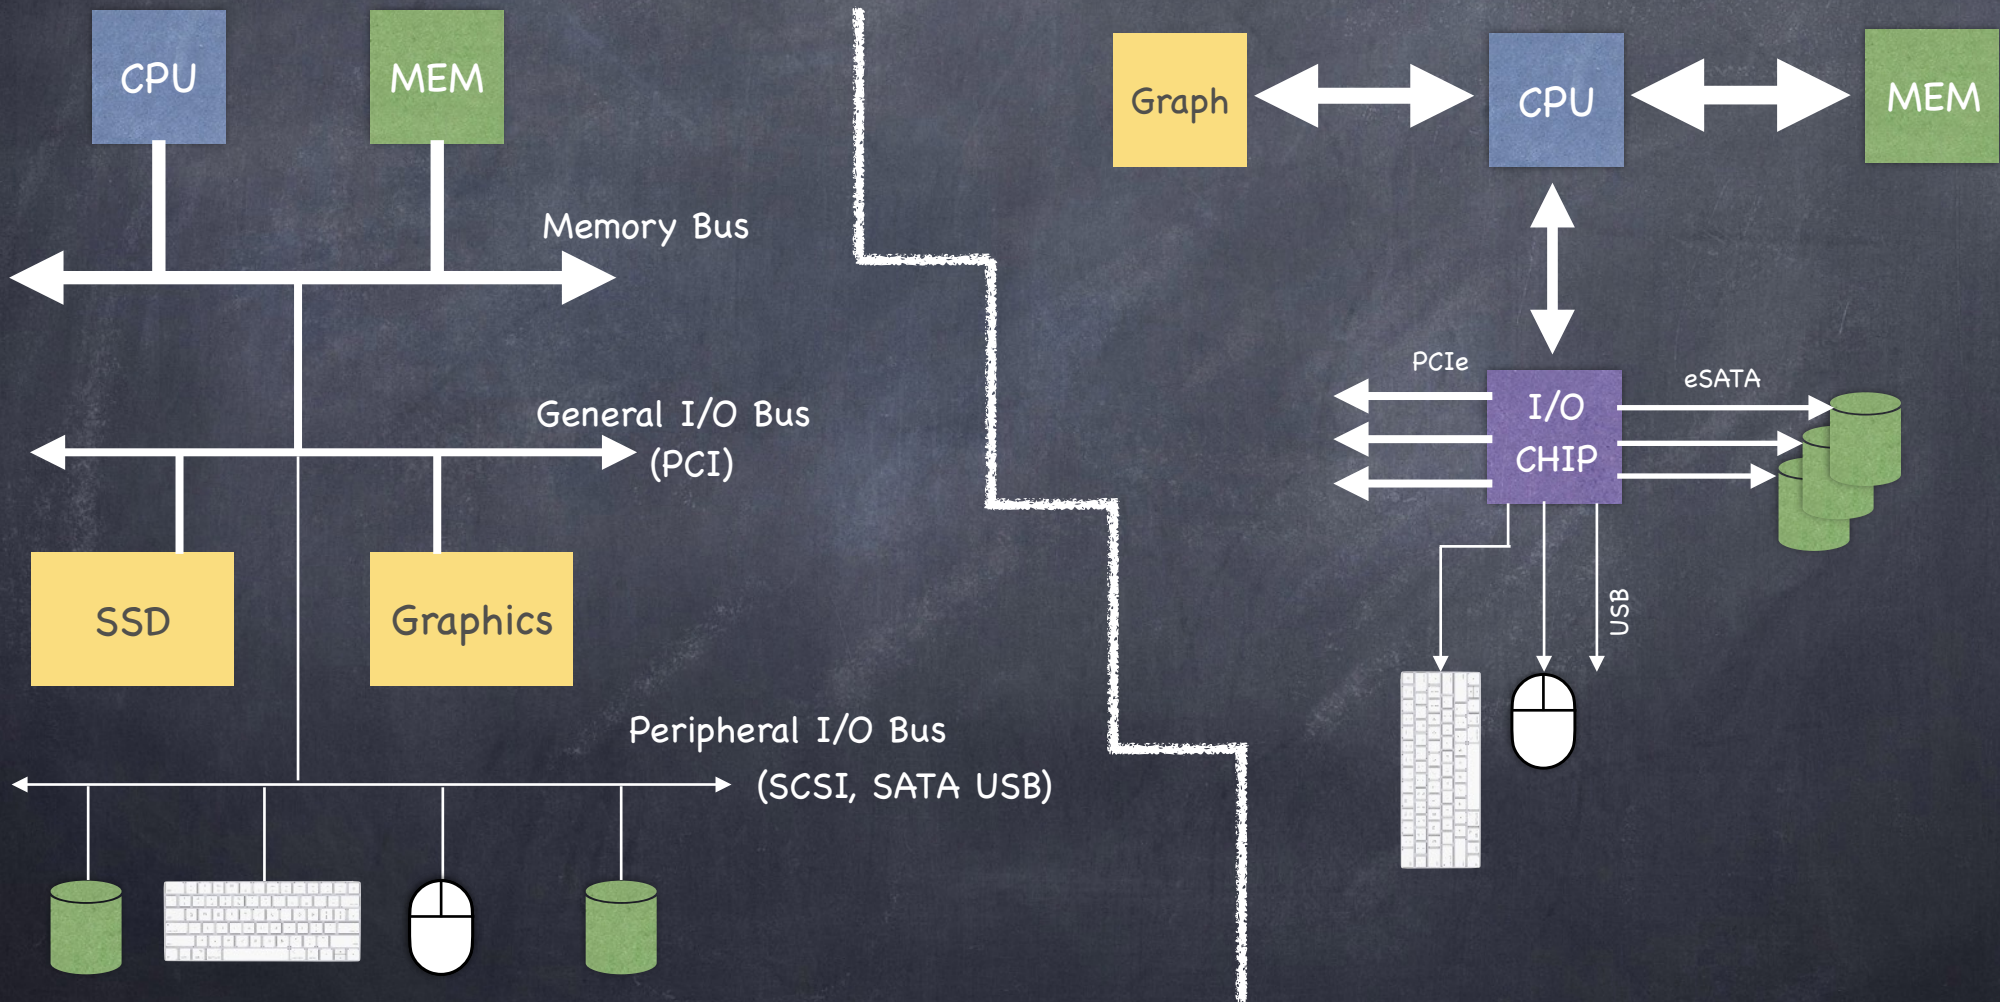 CPU
MEM
Memory Bus
General I/O Bus
(PCI)
SSD
Graphics
Peripheral I/O Bus
(SCSI, SATA USB)
Graph
CPU
MEM
PCIe
I/O
CHIP
eSATA
USB